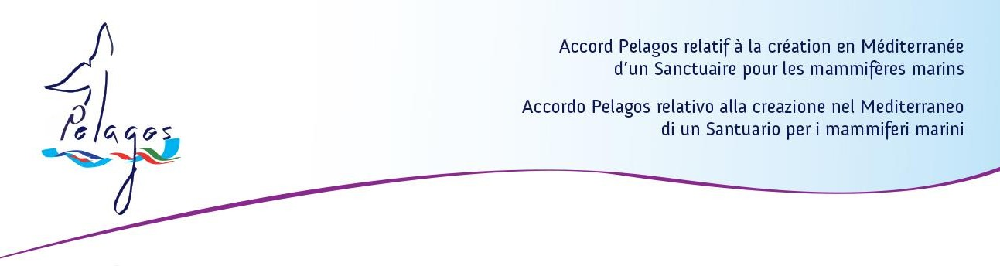 Pelagos
Accord Pelagos relatif à la création en Méditerranée
d'un Sanctuaire pour les mammifères marins
Accordo Pelagos relativo alla creazione nel Mediterraneo
di un Santuario per i mammiferi marini